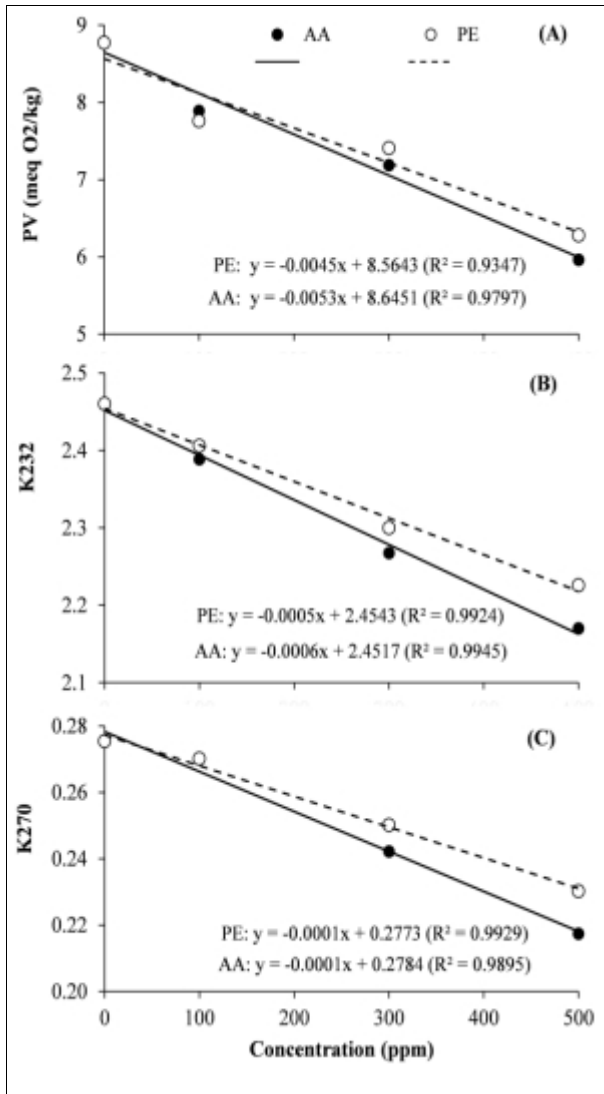 AA PE (A)
9
8
7
6
5
PV (meq O2/kg)
PE: y = -0.0045x + 8.5643 (R² = 0.9347)
AA: y = -0.0053x + 8.6451 (R² = 0.9797)
(B)
2.5
2.4
2.3
2.2
2.1
K232
PE: y = -0.0005x + 2.4543 (R² = 0.9924)
AA: y = -0.0006x + 2.4517 (R² = 0.9945)
(C)
0.28
0.26
0.24
0.22
0.20
K270
PE: y = -0.0001x + 0.2773 (R² = 0.9929)
AA: y = -0.0001x + 0.2784 (R² = 0.9895)
0 100 200 300 400 500
Concentration (ppm)